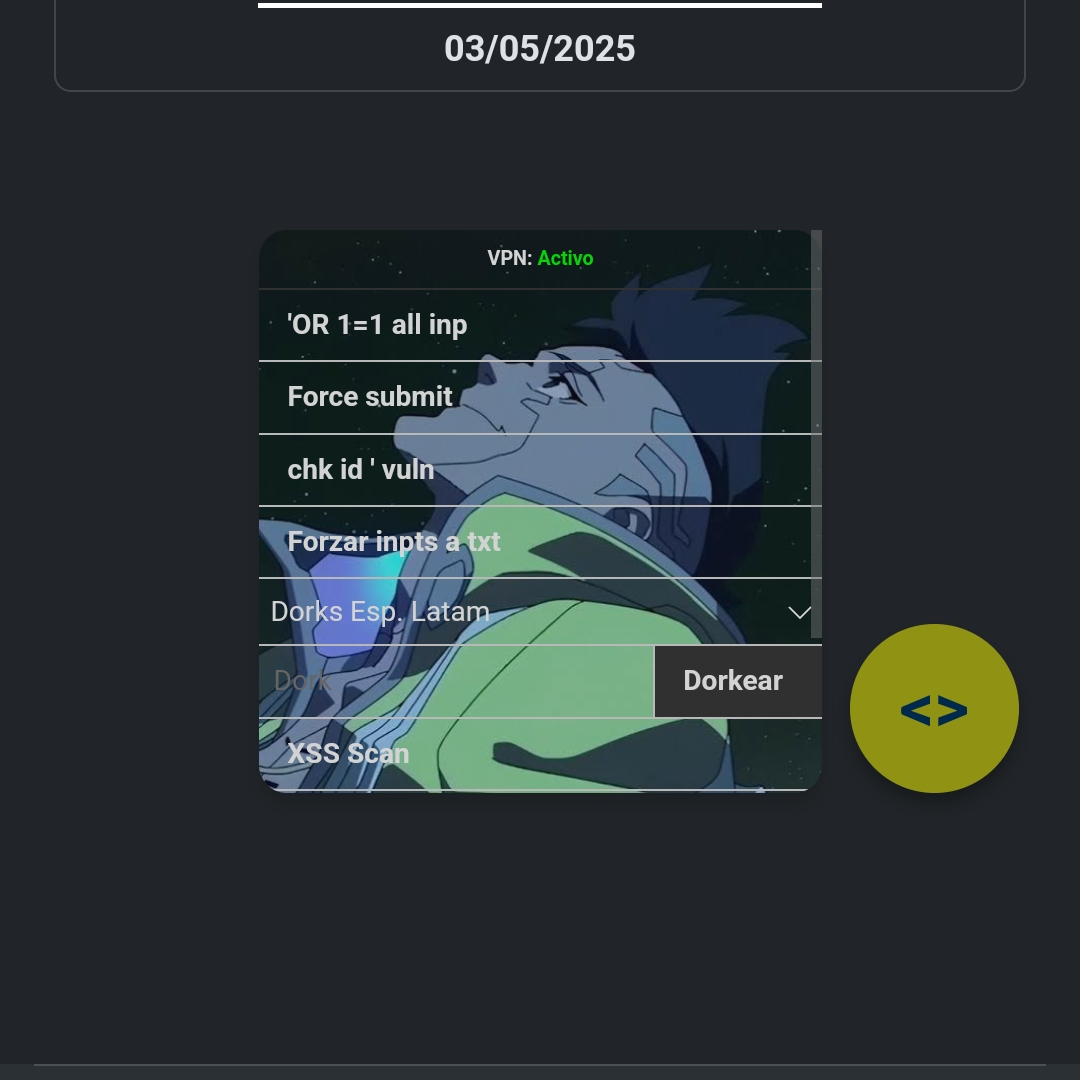 03/05/2025
VPN: Activo
'OR 1=1 all inp
Force submit
chk id ' vuln
Forzar inpts a txt
Dorks Esp. Latam
Dork
Dorkear
<>
XSS Scan